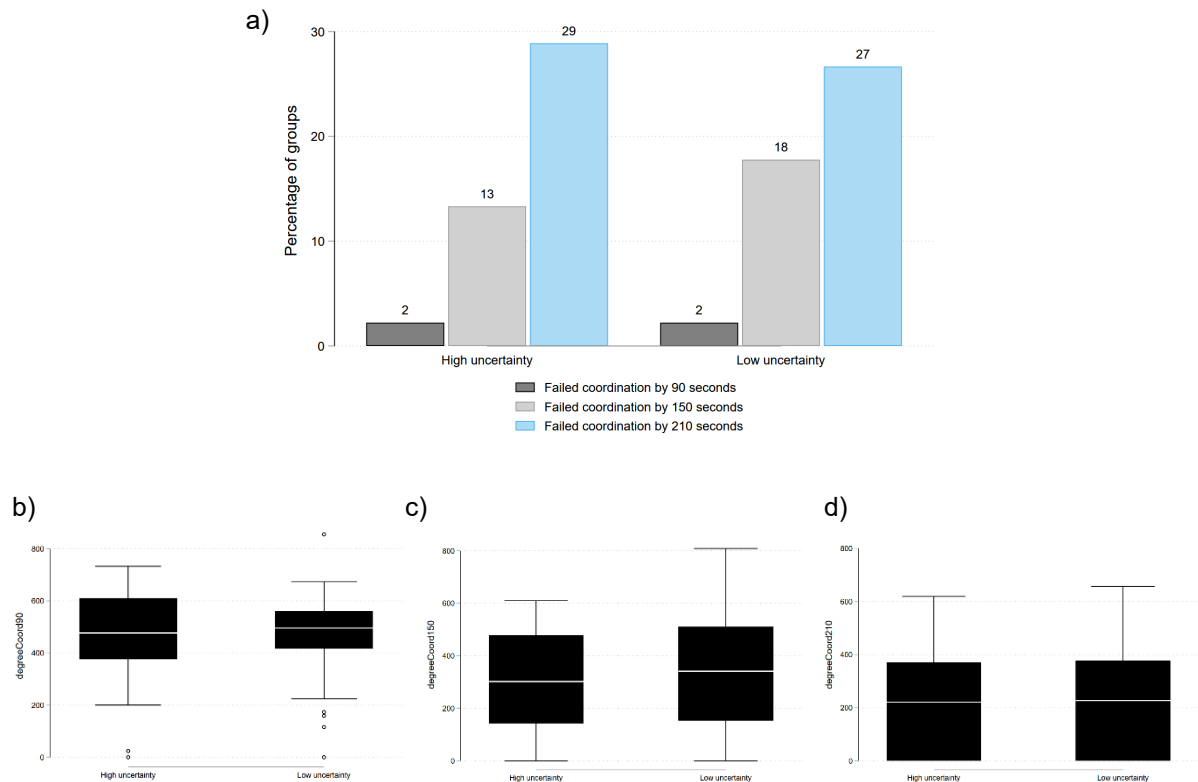 a)
Percentage of groups
30
20
10
0
2
13
29
2
18
27
High uncertainty
Low uncertainty
Failed coordination by 90 seconds
Failed coordination by 150 seconds
Failed coordination by 210 seconds
b)
degreeCoord90
800
600
400
200
0
High uncertainty
Low uncertainty
c)
degreeCoord150
800
600
400
200
0
High uncertainty
Low uncertainty
d)
degreeCoord210
800
600
400
200
0
High uncertainty
Low uncertainty